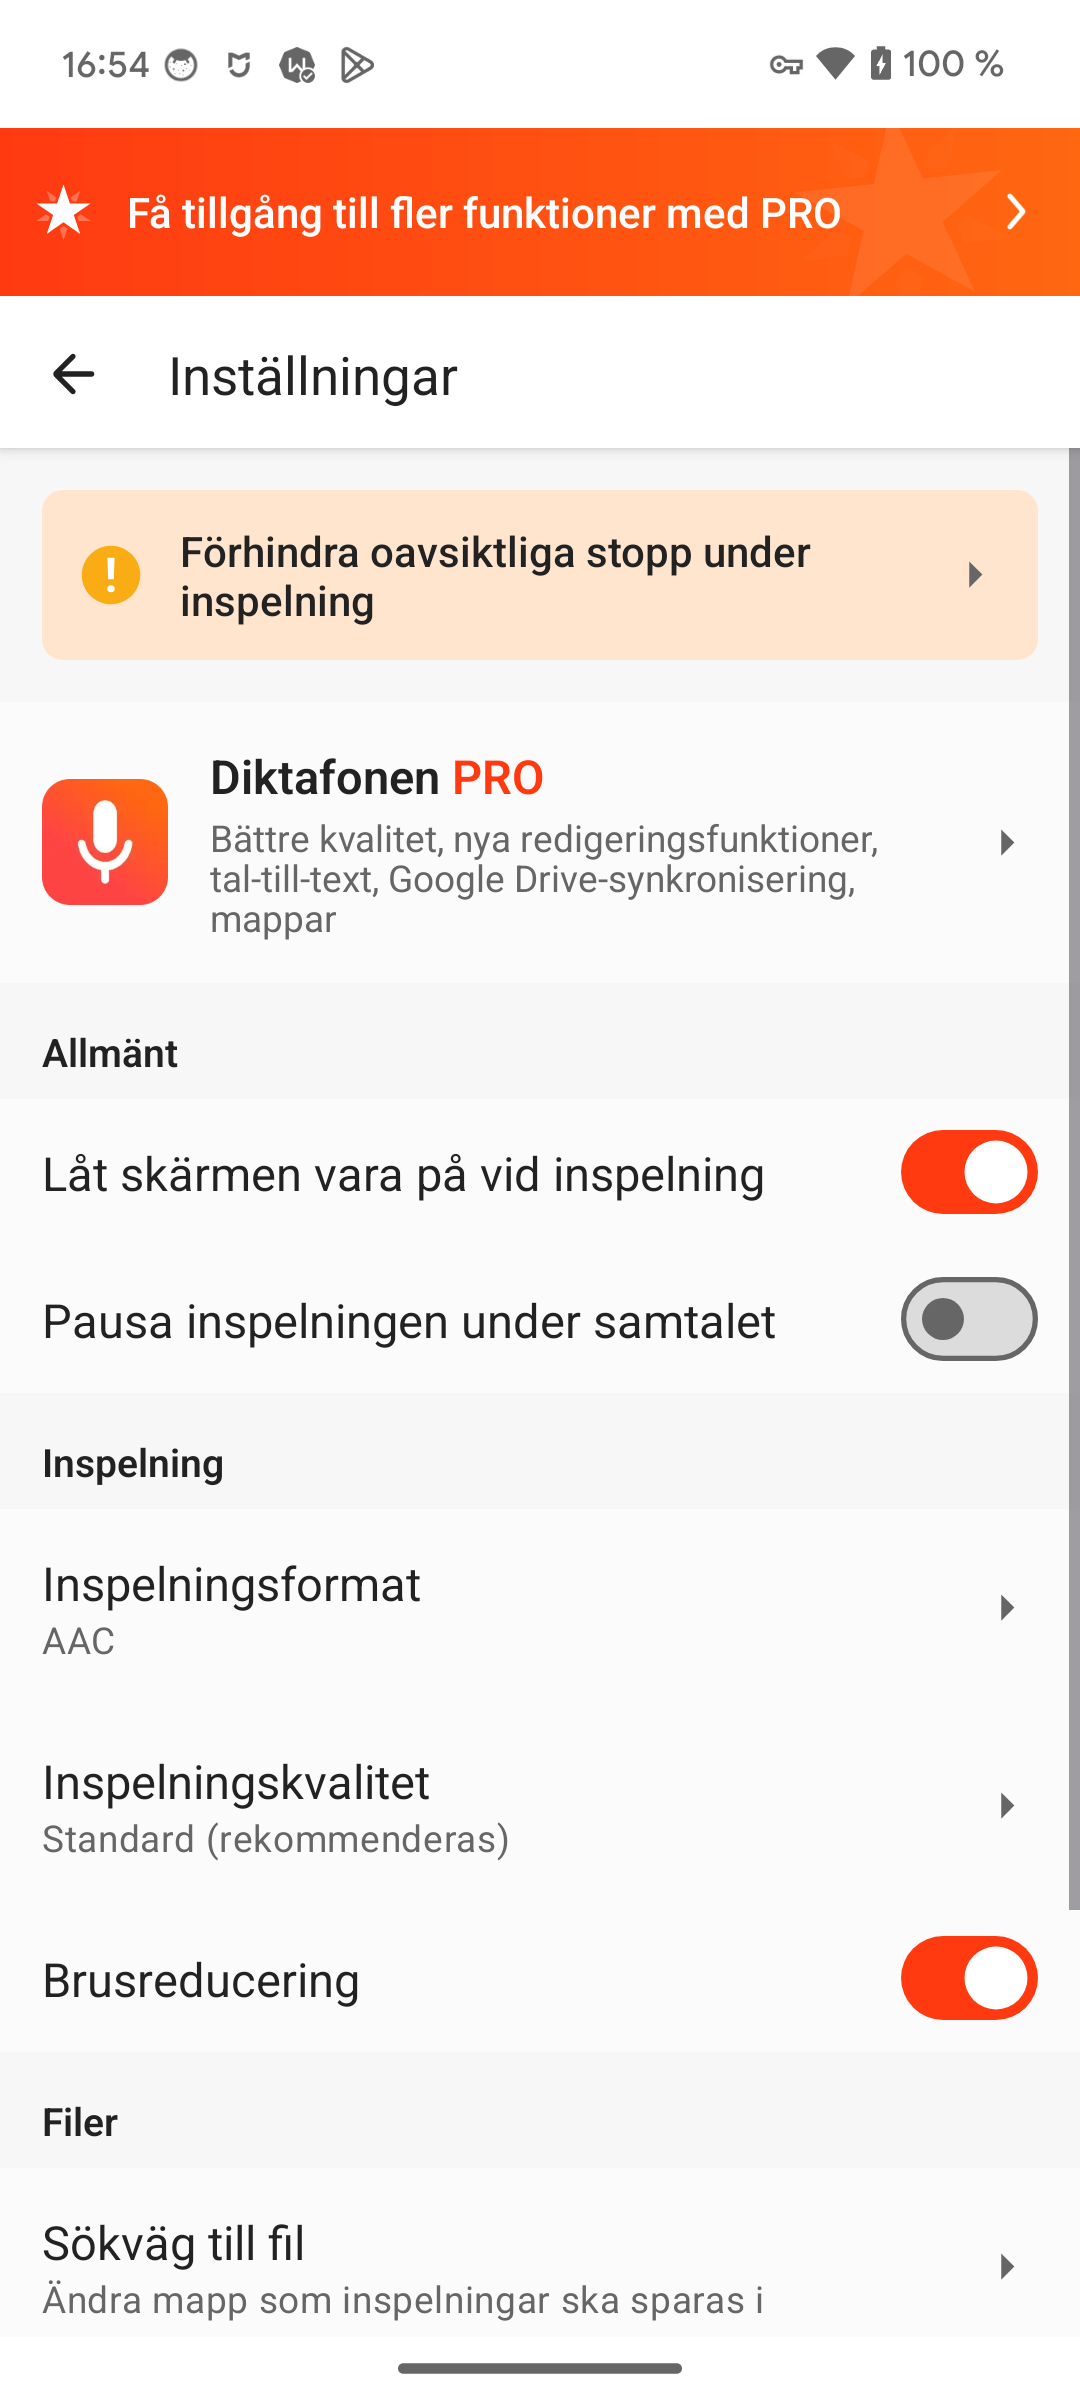 16:54
100 %
Få tillgång till fler funktioner med PRO
Inställningar
Förhindra oavsiktliga stopp under
inspelning
Diktafonen PRO
Bättre kvalitet, nya redigeringsfunktioner,
tal-till-text, Google Drive-synkronisering,
mappar
Allmänt
Låt skärmen vara på vid inspelning
Pausa inspelningen under samtalet
Inspelning
Inspelningsformat
AAC
Inspelningskvalitet
Standard (rekommenderas)
Brusreducering
Filer
Sökväg till fil
Ändra mapp som inspelningar ska sparas i